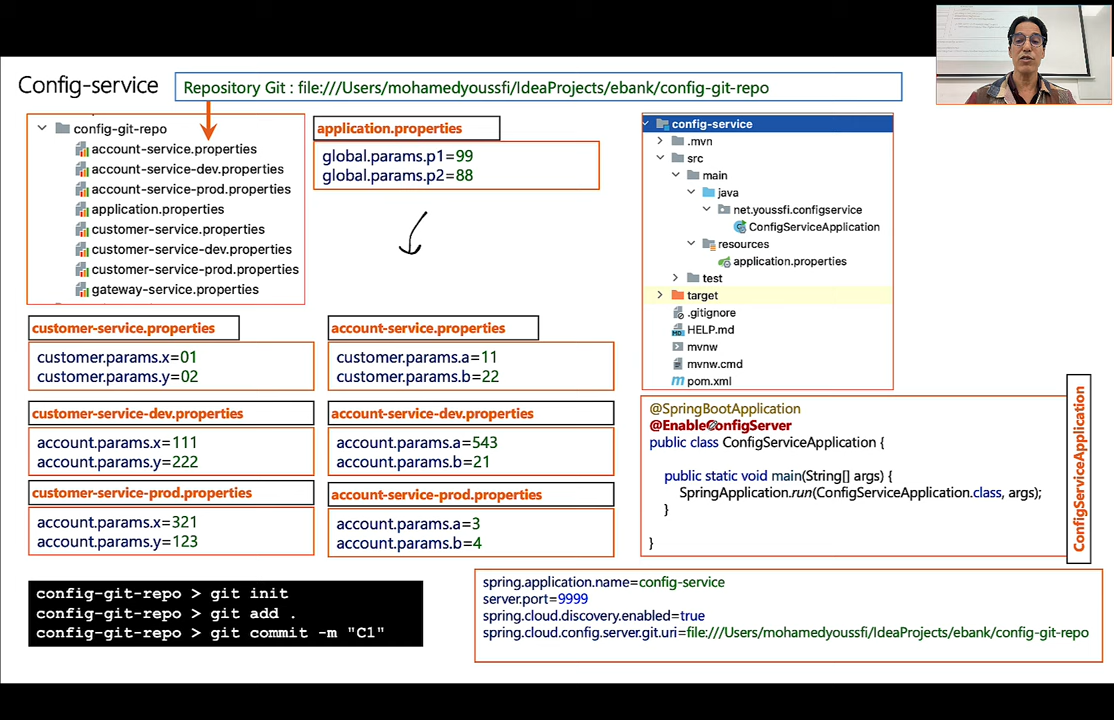 Config-service
Repository Git : file:///Users/mohamedyoussfi/IdeaProjects/ebank/config-git-repo
config-git-repo
account-service.properties
account-service-dev.properties
account-service-prod.properties
application.properties
customer-service.properties
customer-service-dev.properties
customer-service-prod.properties
gateway-service.properties
application.properties
global.params.p1=99
global.params.p2=88
config-service
.mvn
src
main
java
net.youssfi.configservice
ConfigServiceApplication
resources
application.properties
test
target
.gitignore
HELP.md
mvnw
mvnw.cmd
pom.xml
customer-service.properties
customer.params.x=01
customer.params.y=02
account-service.properties
customer.params.a=11
customer.params.b=22
customer-service-dev.properties
account.params.x=111
account.params.y=222
account-service-dev.properties
account.params.a=543
account.params.b=21
customer-service-prod.properties
account.params.x=321
account.params.y=123
account-service-prod.properties
account.params.a=3
account.params.b=4
@SpringBootApplication
@EnableConfigServer
public class ConfigServiceApplication {
public static void main(String[] args) {
SpringApplication.run(ConfigServiceApplication.class, args);
}
}
ConfigServiceApplication
config-git-repo > git init
config-git-repo > git add .
config-git-repo > git commit -m "C1"
spring.application.name=config-service
server.port=9999
spring.cloud.discovery.enabled=true
spring.cloud.config.server.git.uri=file:///Users/mohamedyoussfi/IdeaProjects/ebank/config-git-repo